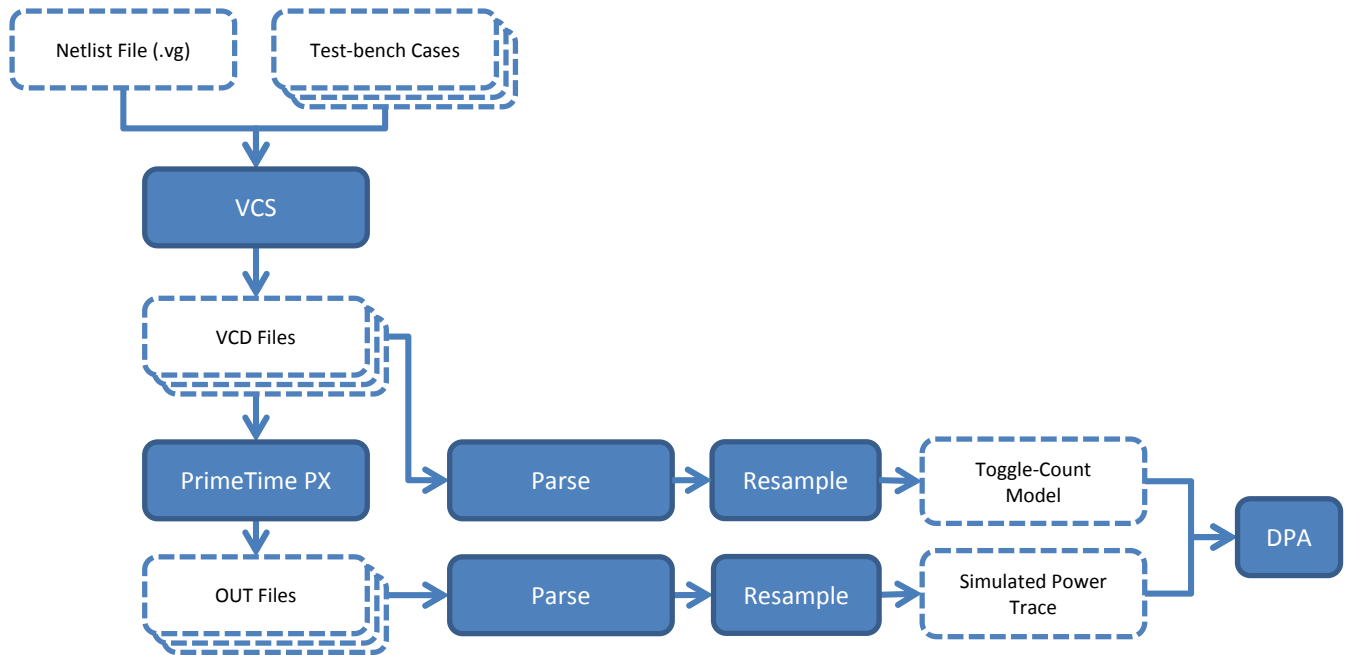 Netlist File (.vg)
Test-bench Cases
VCS
VCD Files
PrimeTime PX
Parse
Resample
Toggle-Count
Model
DPA
OUT Files
Parse
Resample
Simulated Power
Trace